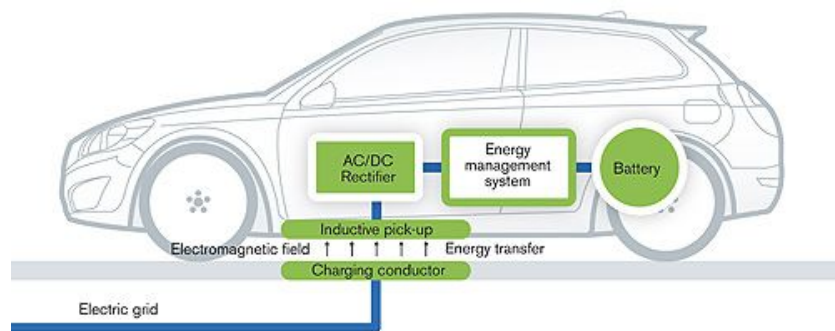 AC/DC
Rectifier
Energy
management
system
Battery
Inductive pick-up
Electromagnetic field
Energy transfer
Charging conductor
Electric grid